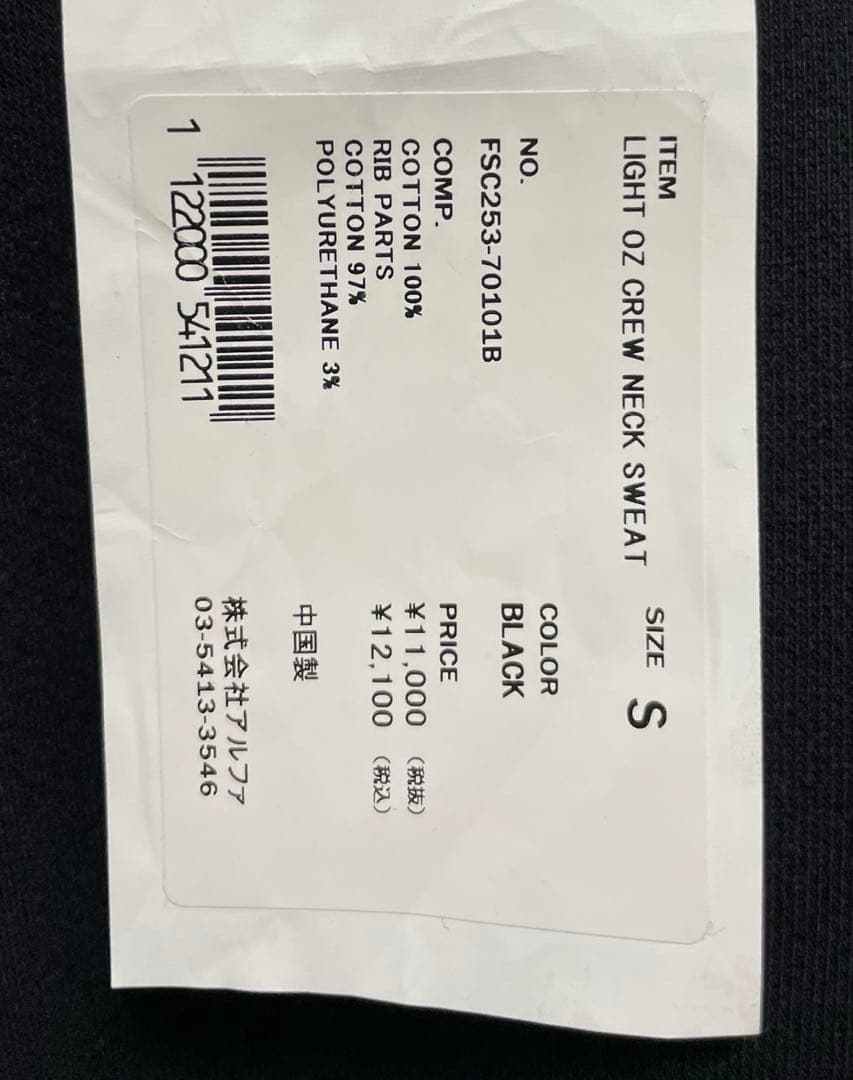 ITEM
LIGHT OZ CREW NECK SWEAT
SIZE S
NO.
FSC253-70101B
COLOR
BLACK
COMP.
COTTON 100%
RIB PARTS
COTTON 97%
POLYURETHANE 3%
PRICE
¥11,000 (税抜)
¥12,100 (税込)
中国製
1 122000 541211
株式会社アルファ
03-5413-3546